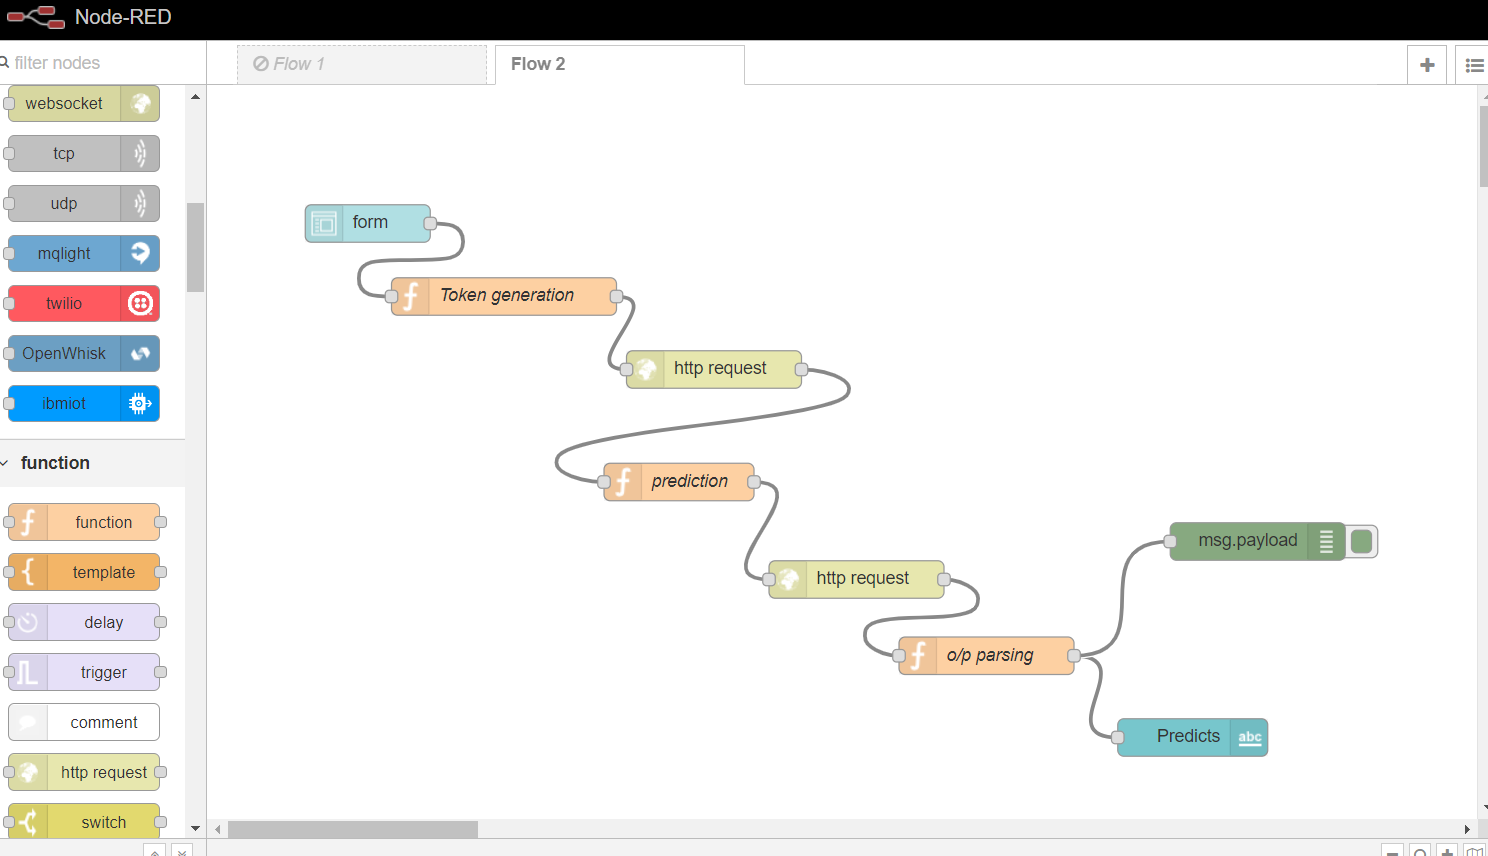 Node-RED
filter nodes
Flow 1
Flow 2
websocket
tcp
udp
mqlight
twilio
OpenWhisk
ibmiot
function
function
template
delay
trigger
comment
http request
switch
form
Token generation
http request
prediction
http request
o/p parsing
msg.payload
Predicts
abc